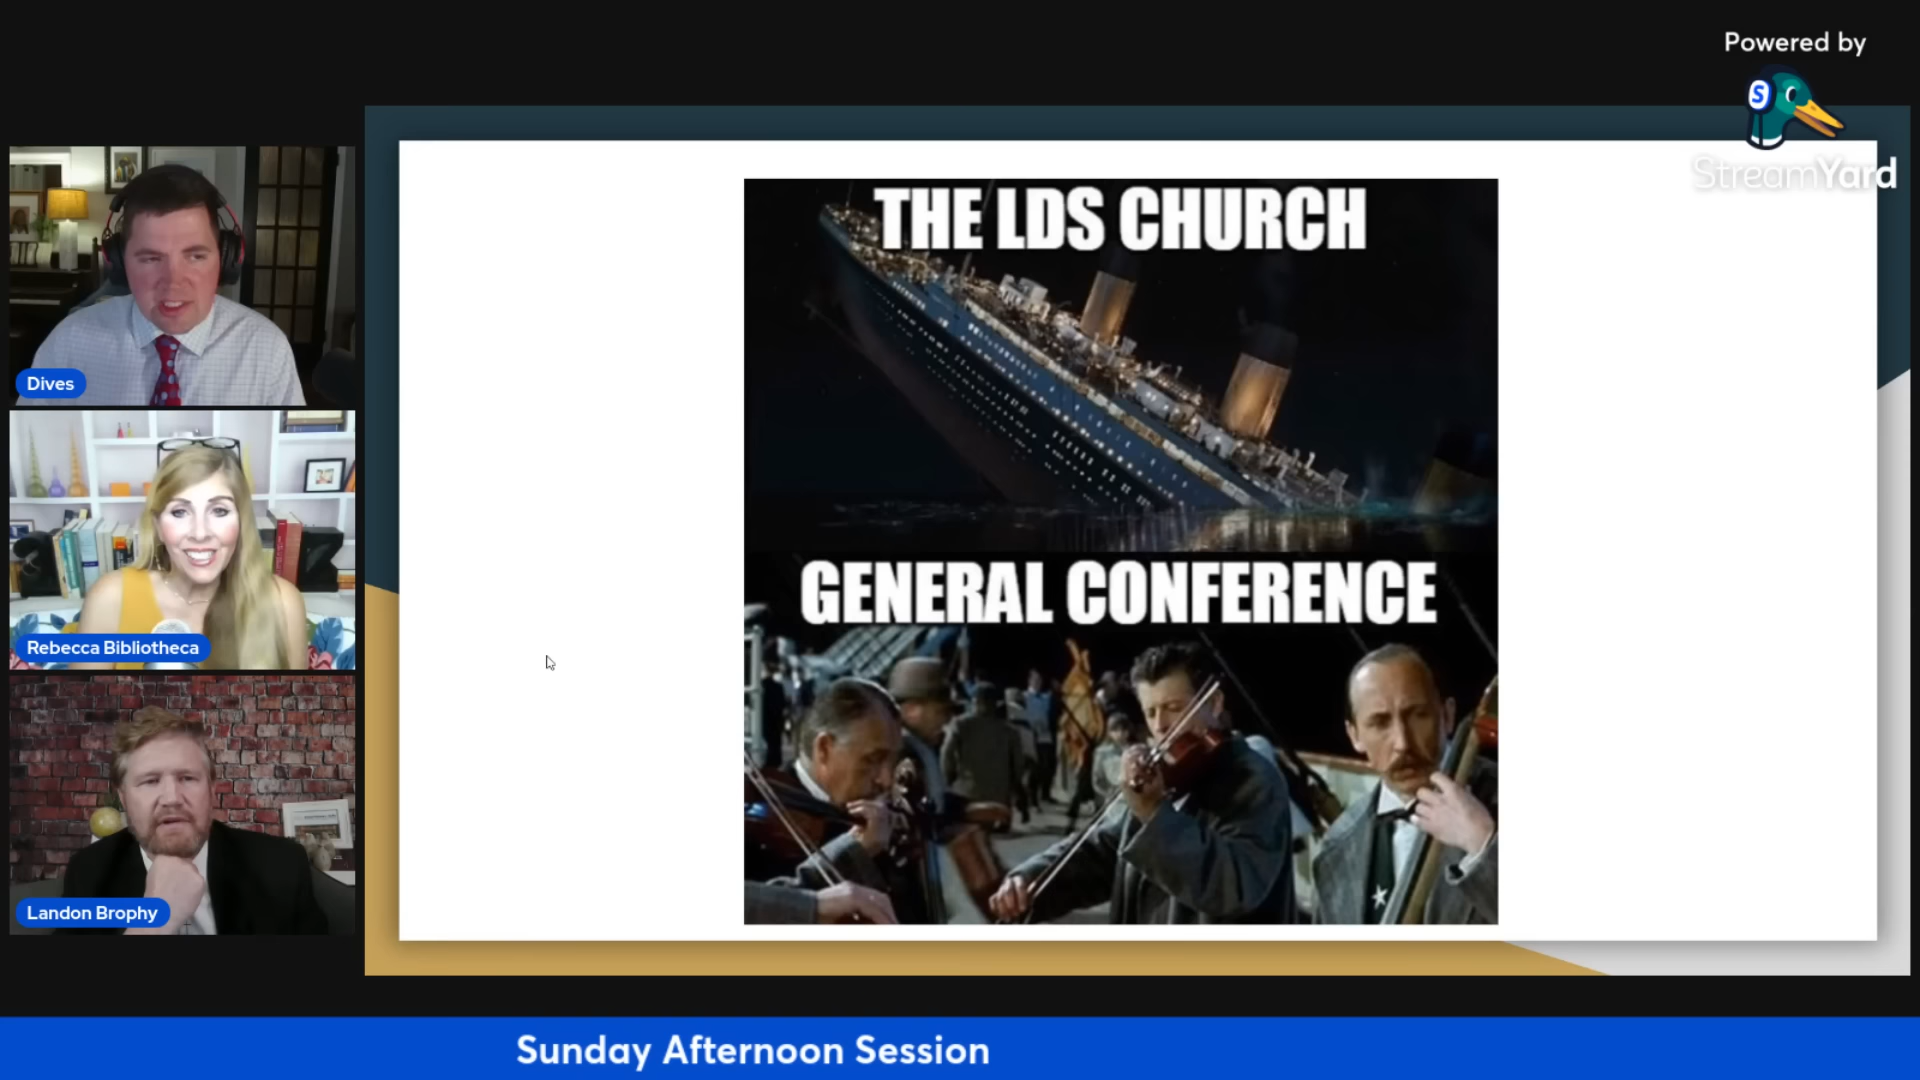 Powered by
S
StreamYard
Dives
Rebecca Bibliotheca
Landon Brophy
THE LDS CHURCH
GENERAL CONFERENCE
Sunday Afternoon Session